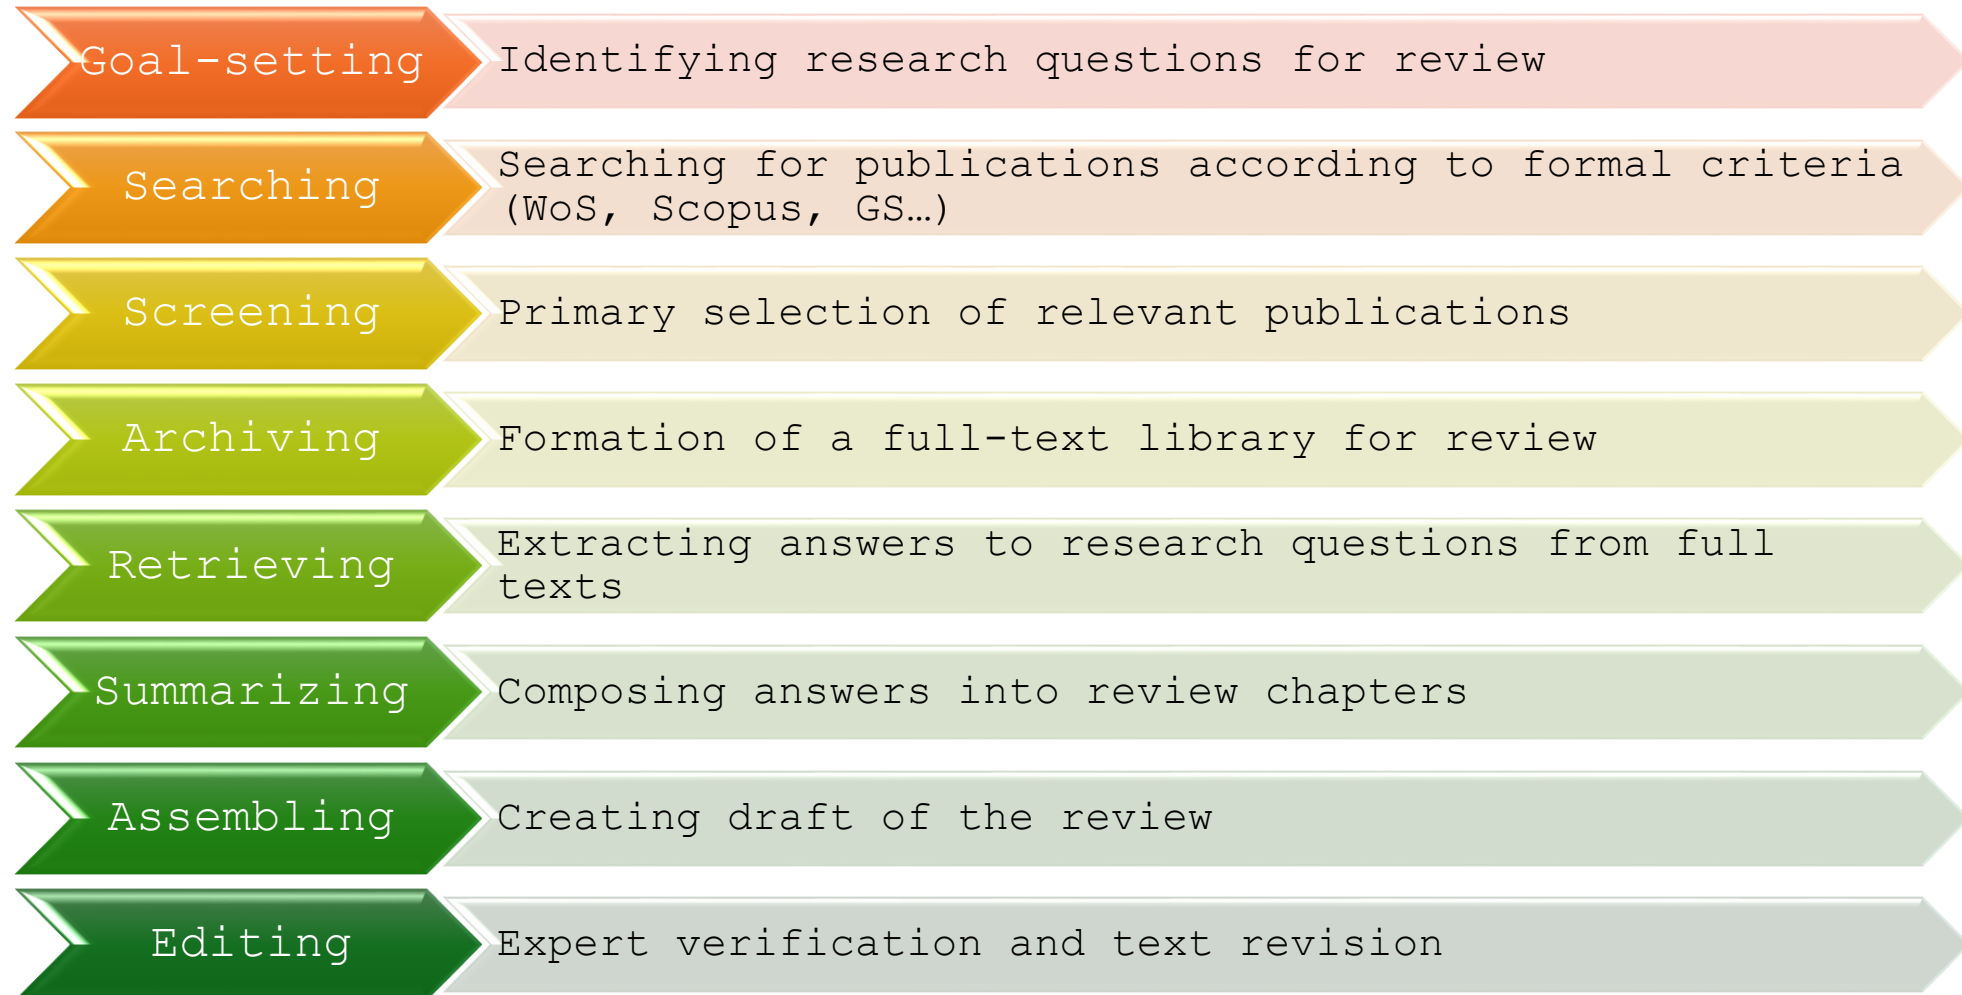 Goal-setting
Identifying research questions for review
Searching
Searching for publications according to formal criteria
(WoS, Scopus, GS…)
Screening
Primary selection of relevant publications
Archiving
Formation of a full-text library for review
Retrieving
Extracting answers to research questions from full
texts
Summarizing
Composing answers into review chapters
Assembling
Creating draft of the review
Editing
Expert verification and text revision